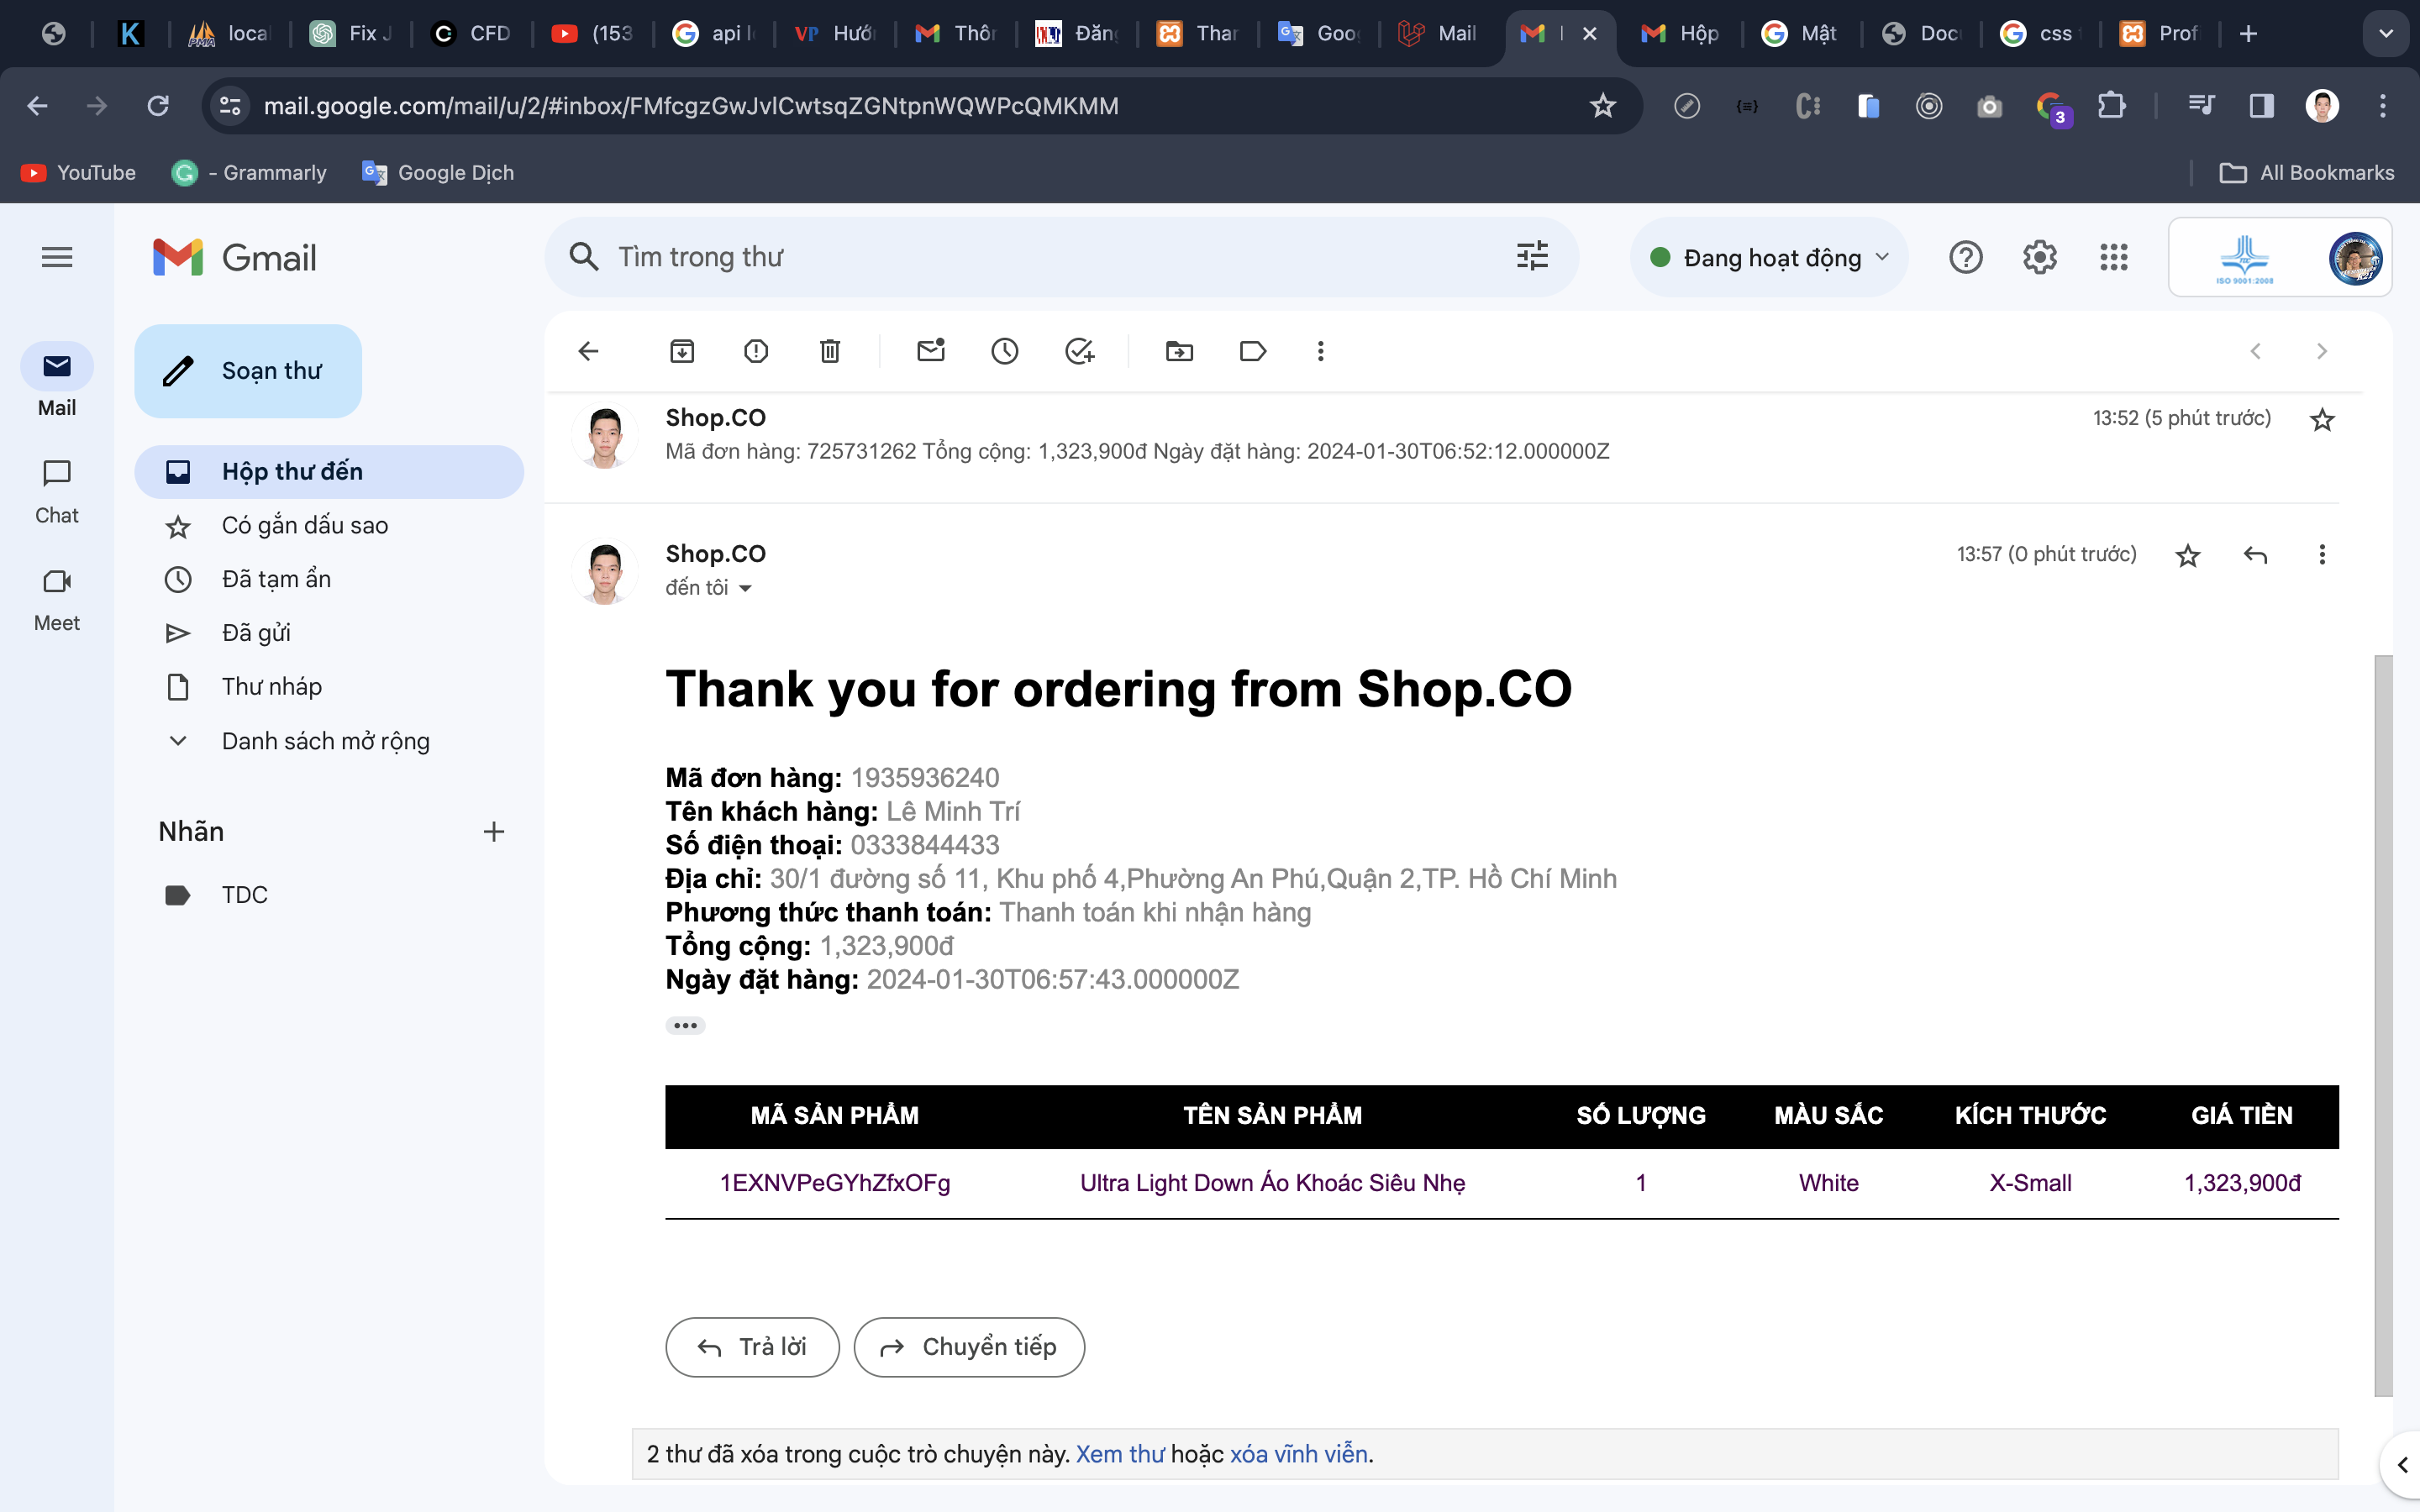 loca
Fix J
CFD
(153
api l
VP Hướ
Thôn
Đăn
Than
Goog
Mail
Hộp
Mật
Doc
css
Prof
mail.google.com/mail/u/2/#inbox/FMfcgzGwJvlCwtsqZGNtpnWQWPcQMKMM
3
YouTube
- Grammarly
Google Dịch
All Bookmarks
Gmail
Tìm trong thư
Đang hoạt động
ISO 9001:2008
Mail
Chat
Meet
Soạn thư
Hộp thư đến
Có gắn dấu sao
Đã tạm ẩn
Đã gửi
Thư nháp
Danh sách mở rộng
Nhãn
TDC
Shop.CO
13:52 (5 phút trước)
Mã đơn hàng: 725731262 Tổng cộng: 1,323,900đ Ngày đặt hàng: 2024-01-30T06:52:12.000000Z
Shop.CO
13:57 (0 phút trước)
đến tôi
Thank you for ordering from Shop.CO
Mã đơn hàng: 1935936240
Tên khách hàng: Lê Minh Trí
Số điện thoại: 0333844433
Địa chỉ: 30/1 đường số 11, Khu phố 4,Phường An Phú,Quận 2,TP. Hồ Chí Minh
Phương thức thanh toán: Thanh toán khi nhận hàng
Tổng cộng: 1,323,900đ
Ngày đặt hàng: 2024-01-30T06:57:43.000000Z
MÃ SẢN PHẨM TÊN SẢN PHẨM SỐ LƯỢNG MÀU SẮC KÍCH THƯỚC GIÁ TIỀN
1EXNVPeGYhZfxOFg Ultra Light Down Áo Khoác Siêu Nhẹ 1 White X-Small 1,323,900đ
Trả lời
Chuyển tiếp
2 thư đã xóa trong cuộc trò chuyện này. Xem thư hoặc xóa vĩnh viễn.